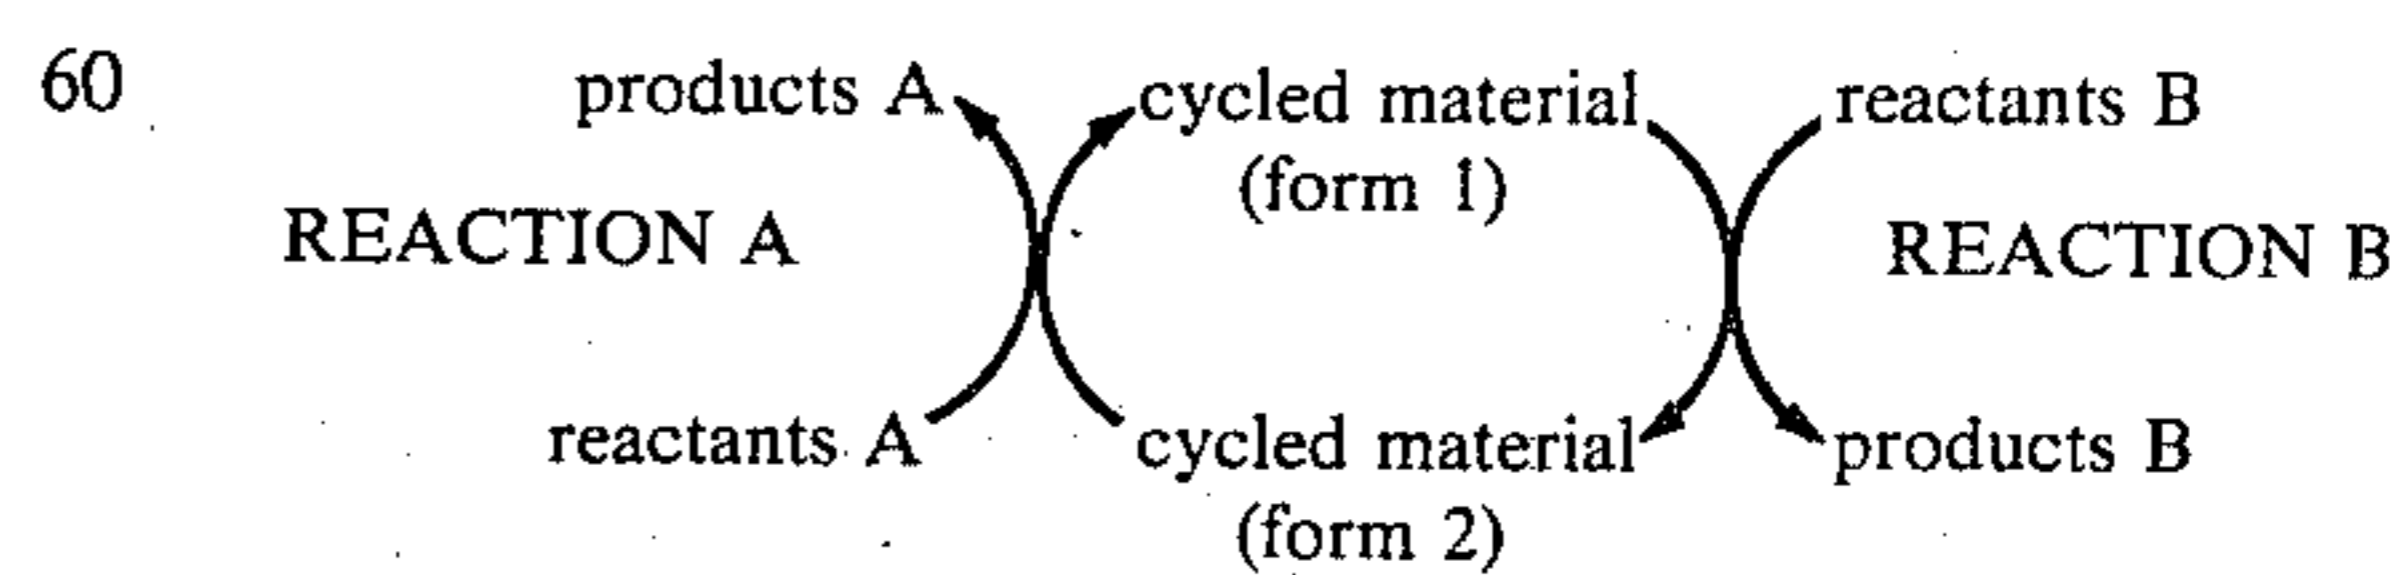 60
products A cycled material reactants B
(form 1)
REACTION A REACTION B
reactants A cycled material products B
(form 2)